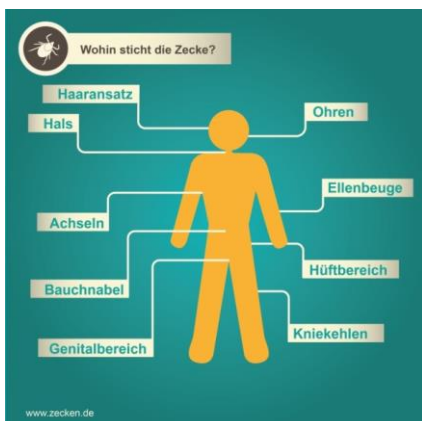 Wohin sticht die Zecke?
Haaransatz
Ohren
Hals
Ellenbeuge
Achseln
Hüftbereich
Bauchnabel
Kniekehlen
Genitalbereich
www.zecken.de